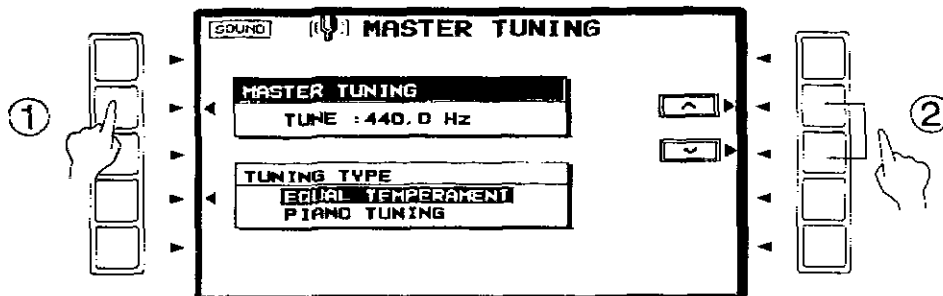 SOUND MASTER TUNING
MASTER TUNING
TUNE :440.0 Hz
TUNING TYPE
EQUAL TEMPERAMENT
PIANO TUNING
①
②